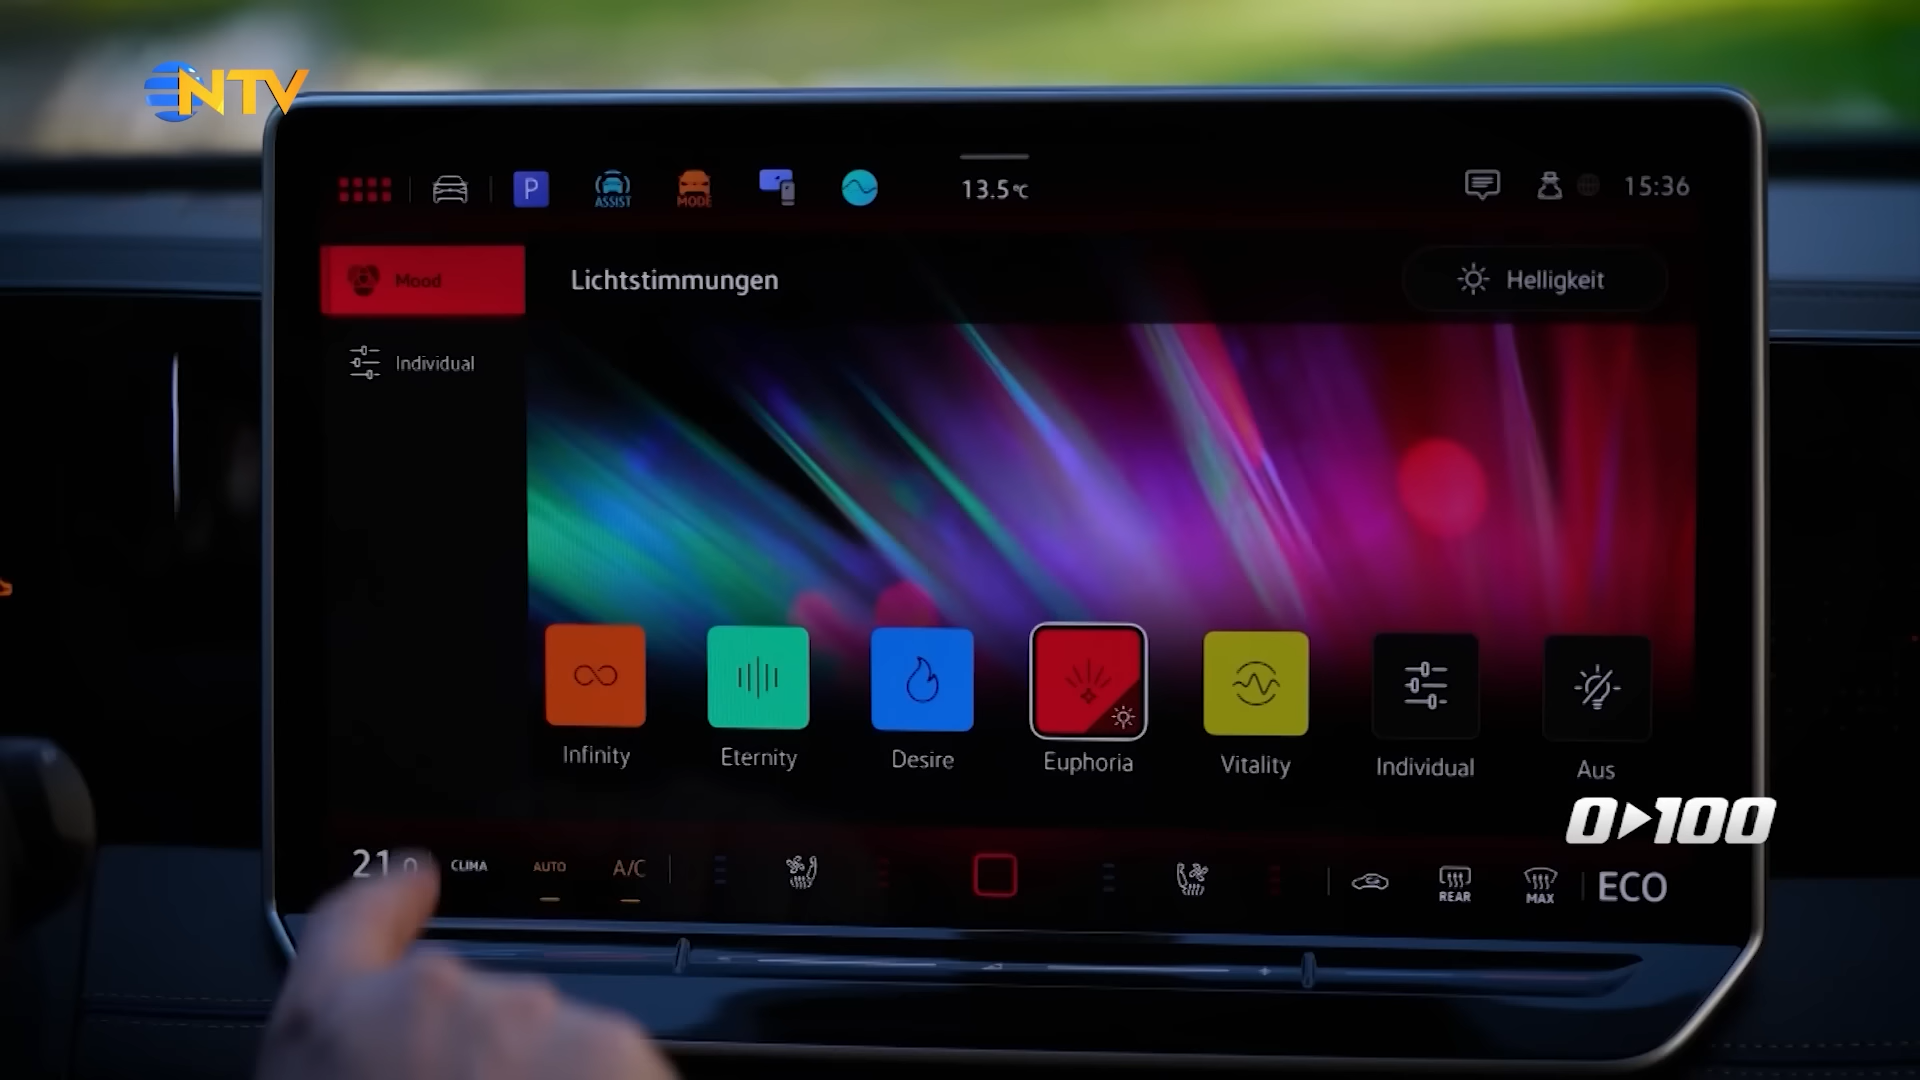 NTV
P
ASSIST
MODE
13.5°C
15:36
Mood
Lichtstimmungen
Helligkeit
Individual
Infinity
Eternity
Desire
Euphoria
Vitality
Individual
Aus
0▶100
21
CLIMA
AUTO
A/C
REAR
MAX
ECO